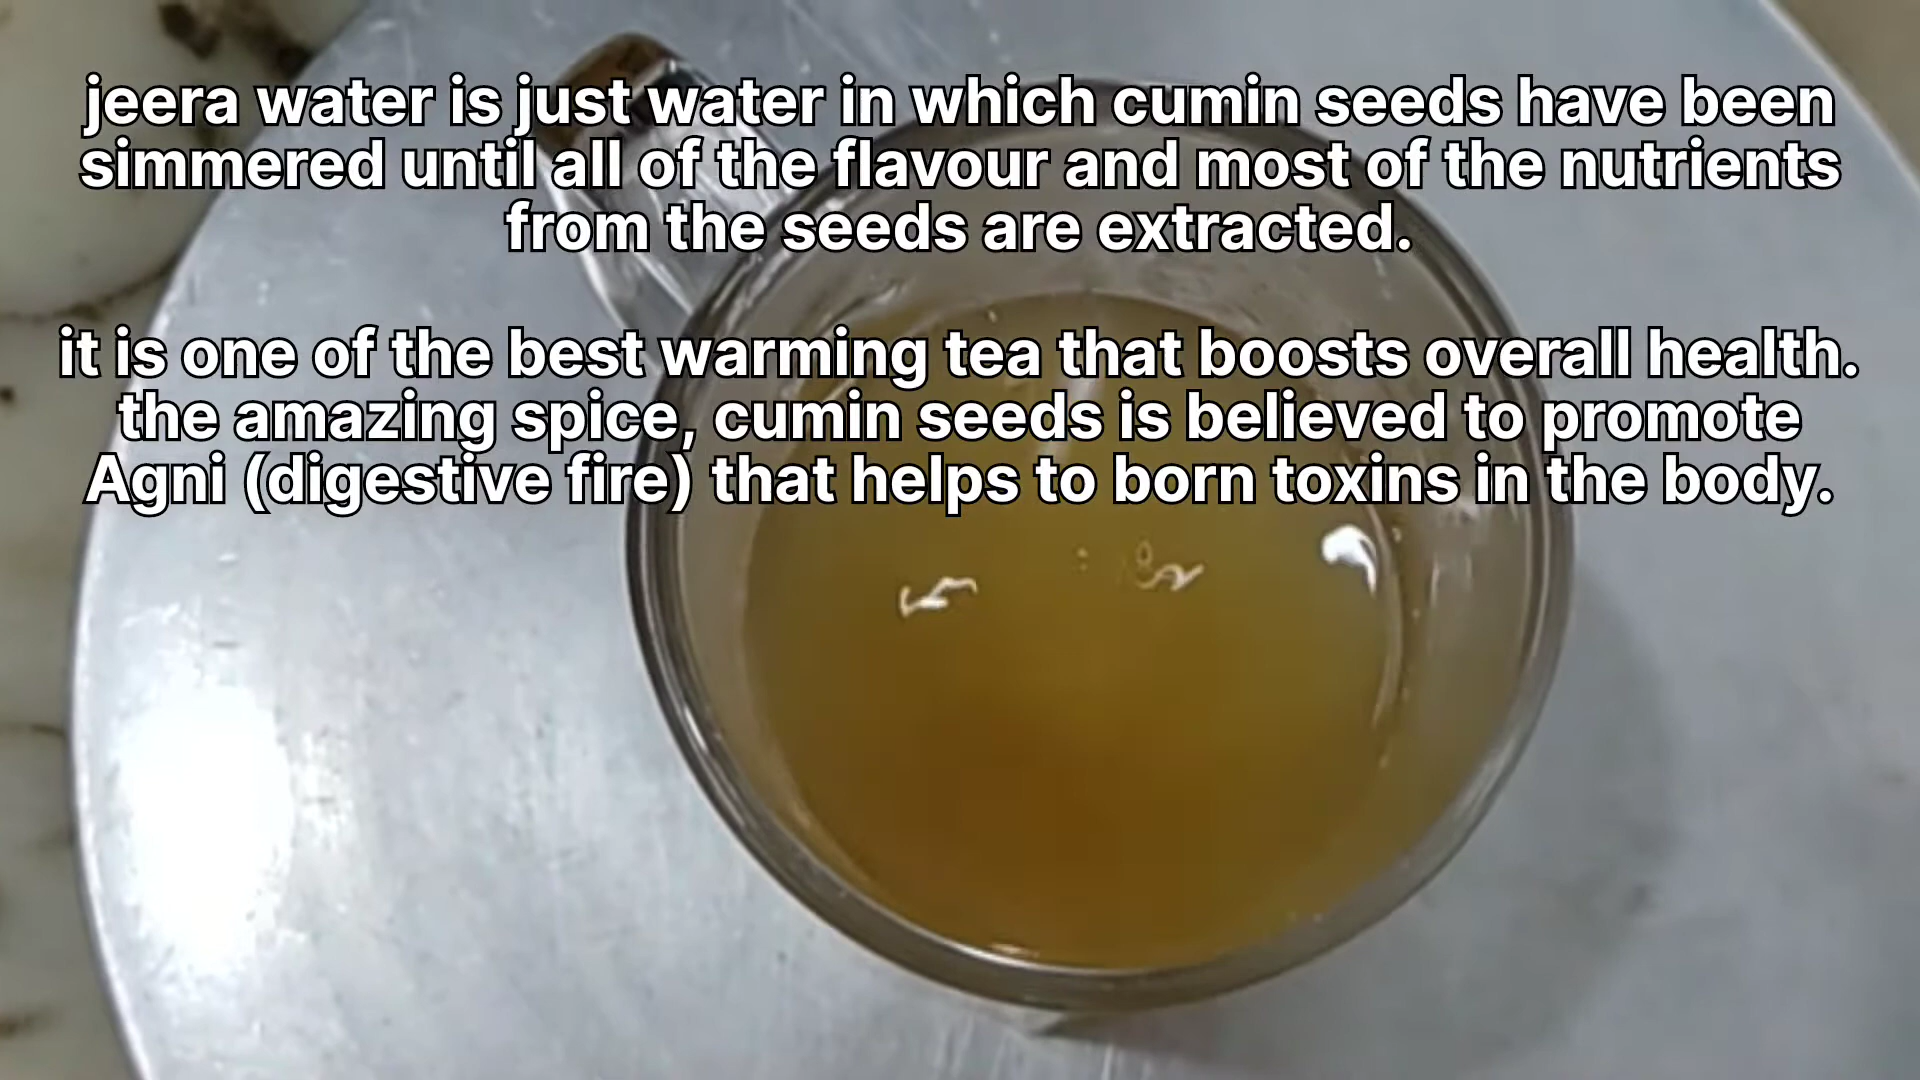 jeera water is just water in which cumin seeds have been
simmered until all of the flavour and most of the nutrients
from the seeds are extracted.
it is one of the best warming tea that boosts overall health.
the amazing spice, cumin seeds is believed to promote
Agni (digestive fire) that helps to born toxins in the body.